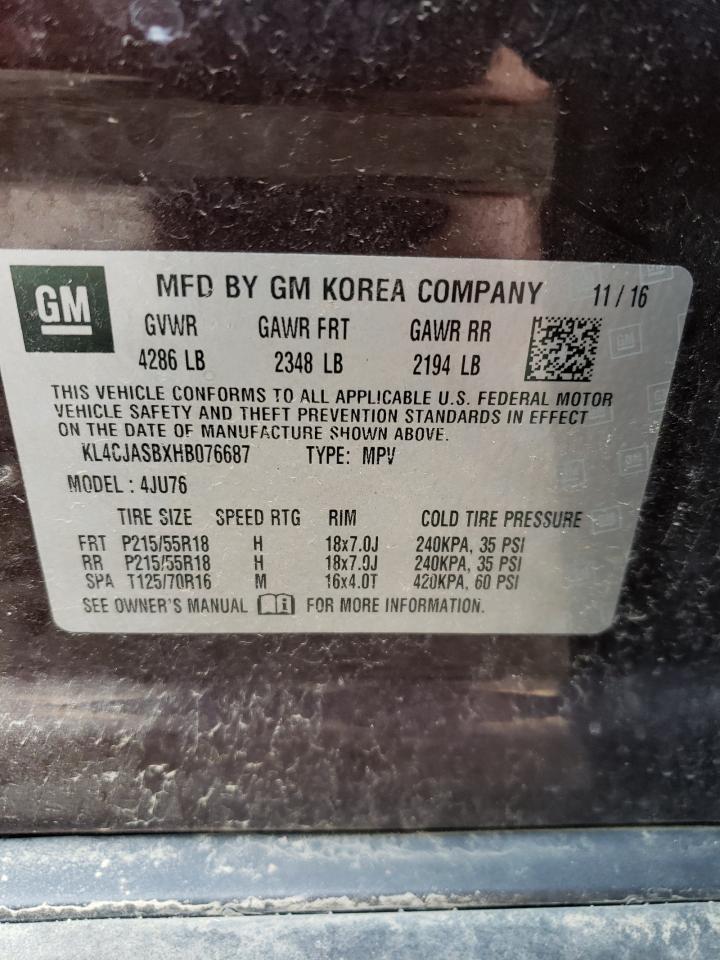 GM MFD BY GM KOREA COMPANY 11/16
GVWR GAWR FRT GAWR RR
4286 LB 2348 LB 2194 LB
THIS VEHICLE CONFORMS TO ALL APPLICABLE U.S. FEDERAL MOTOR
VEHICLE SAFETY AND THEFT PREVENTION STANDARDS IN EFFECT
ON THE DATE OF MANUFACTURE SHOWN ABOVE.
KL4CJASBXHB076687 TYPE: MPV
MODEL : 4JU76
TIRE SIZE SPEED RTG RIM COLD TIRE PRESSURE
FRT P215/55R18 H 18x7.0J 240KPA, 35 PSI
RR P215/55R18 H 18x7.0J 240KPA, 35 PSI
SPA T125/70R16 M 16x4.0T 420KPA, 60 PSI
SEE OWNER'S MANUAL FOR MORE INFORMATION.